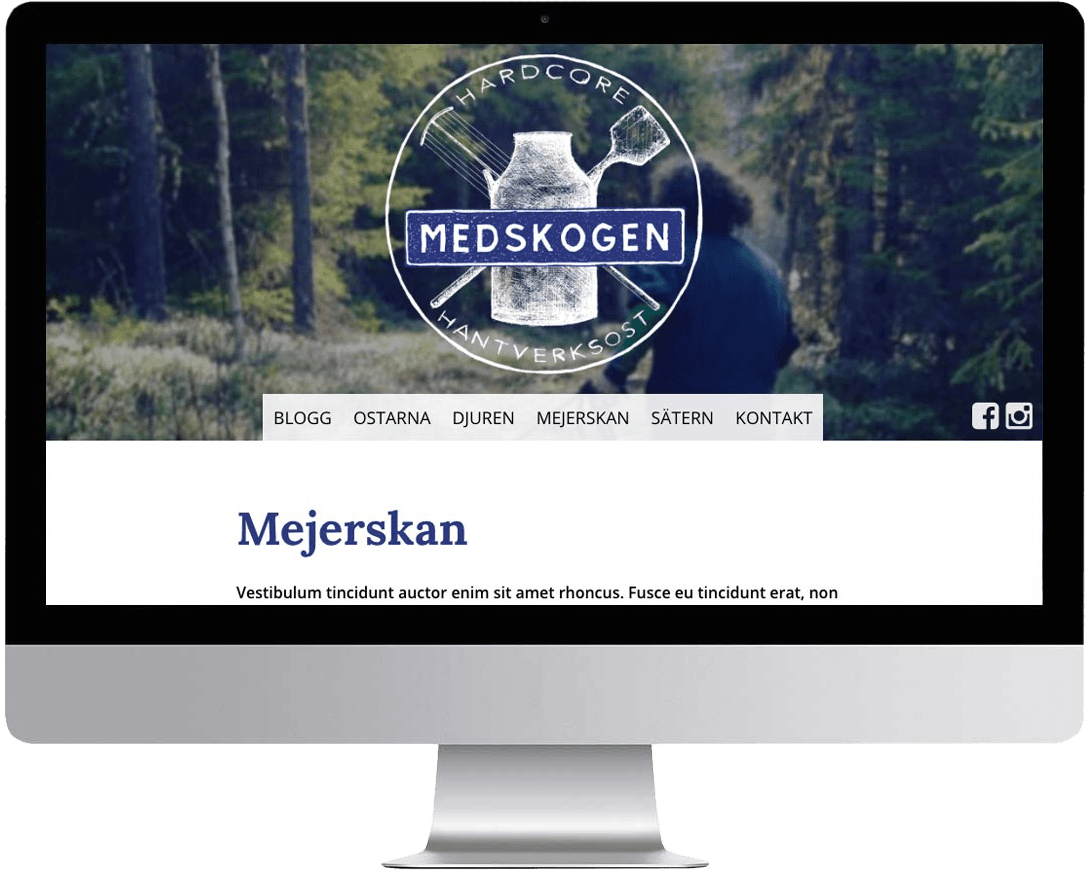 HARDCORE
MEDSKOGEN
HANTVERKSOST
BLOGG OSTARNA DJUREN MEJERSKAN SÄTERN KONTAKT
Mejerskan
Vestibulum tincidunt auctor enim sit amet rhoncus. Fusce eu tincidunt erat, non